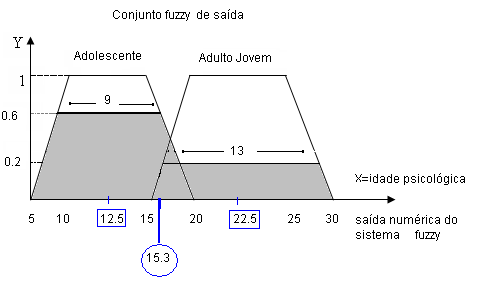 Conjunto fuzzy de saída
Y
Adolescente
Adulto Jovem
1
9
0.6
13
0.2
X=idade psicológica
5 10 12.5 15 20 22.5 25 30
saída numérica do
sistema fuzzy
15.3